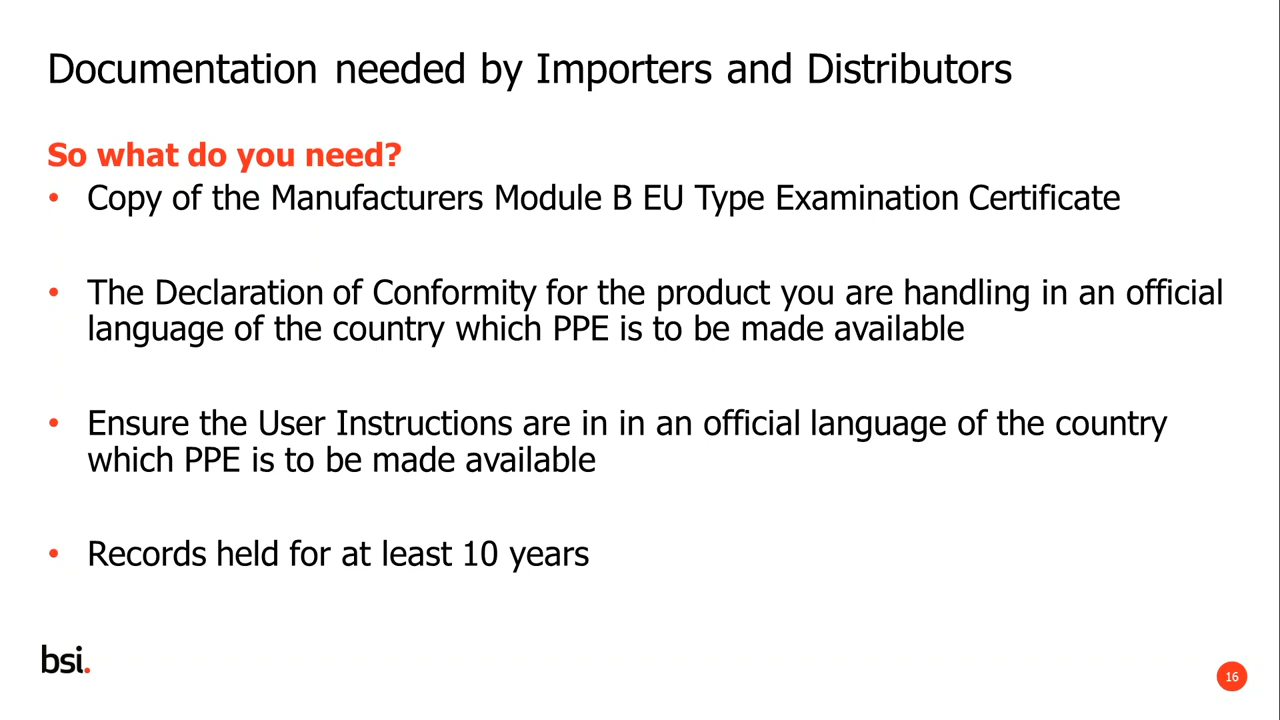 Documentation needed by Importers and Distributors
So what do you need?
• Copy of the Manufacturers Module B EU Type Examination Certificate
• The Declaration of Conformity for the product you are handling in an official
language of the country which PPE is to be made available
• Ensure the User Instructions are in in an official language of the country
which PPE is to be made available
• Records held for at least 10 years
bsi.
16